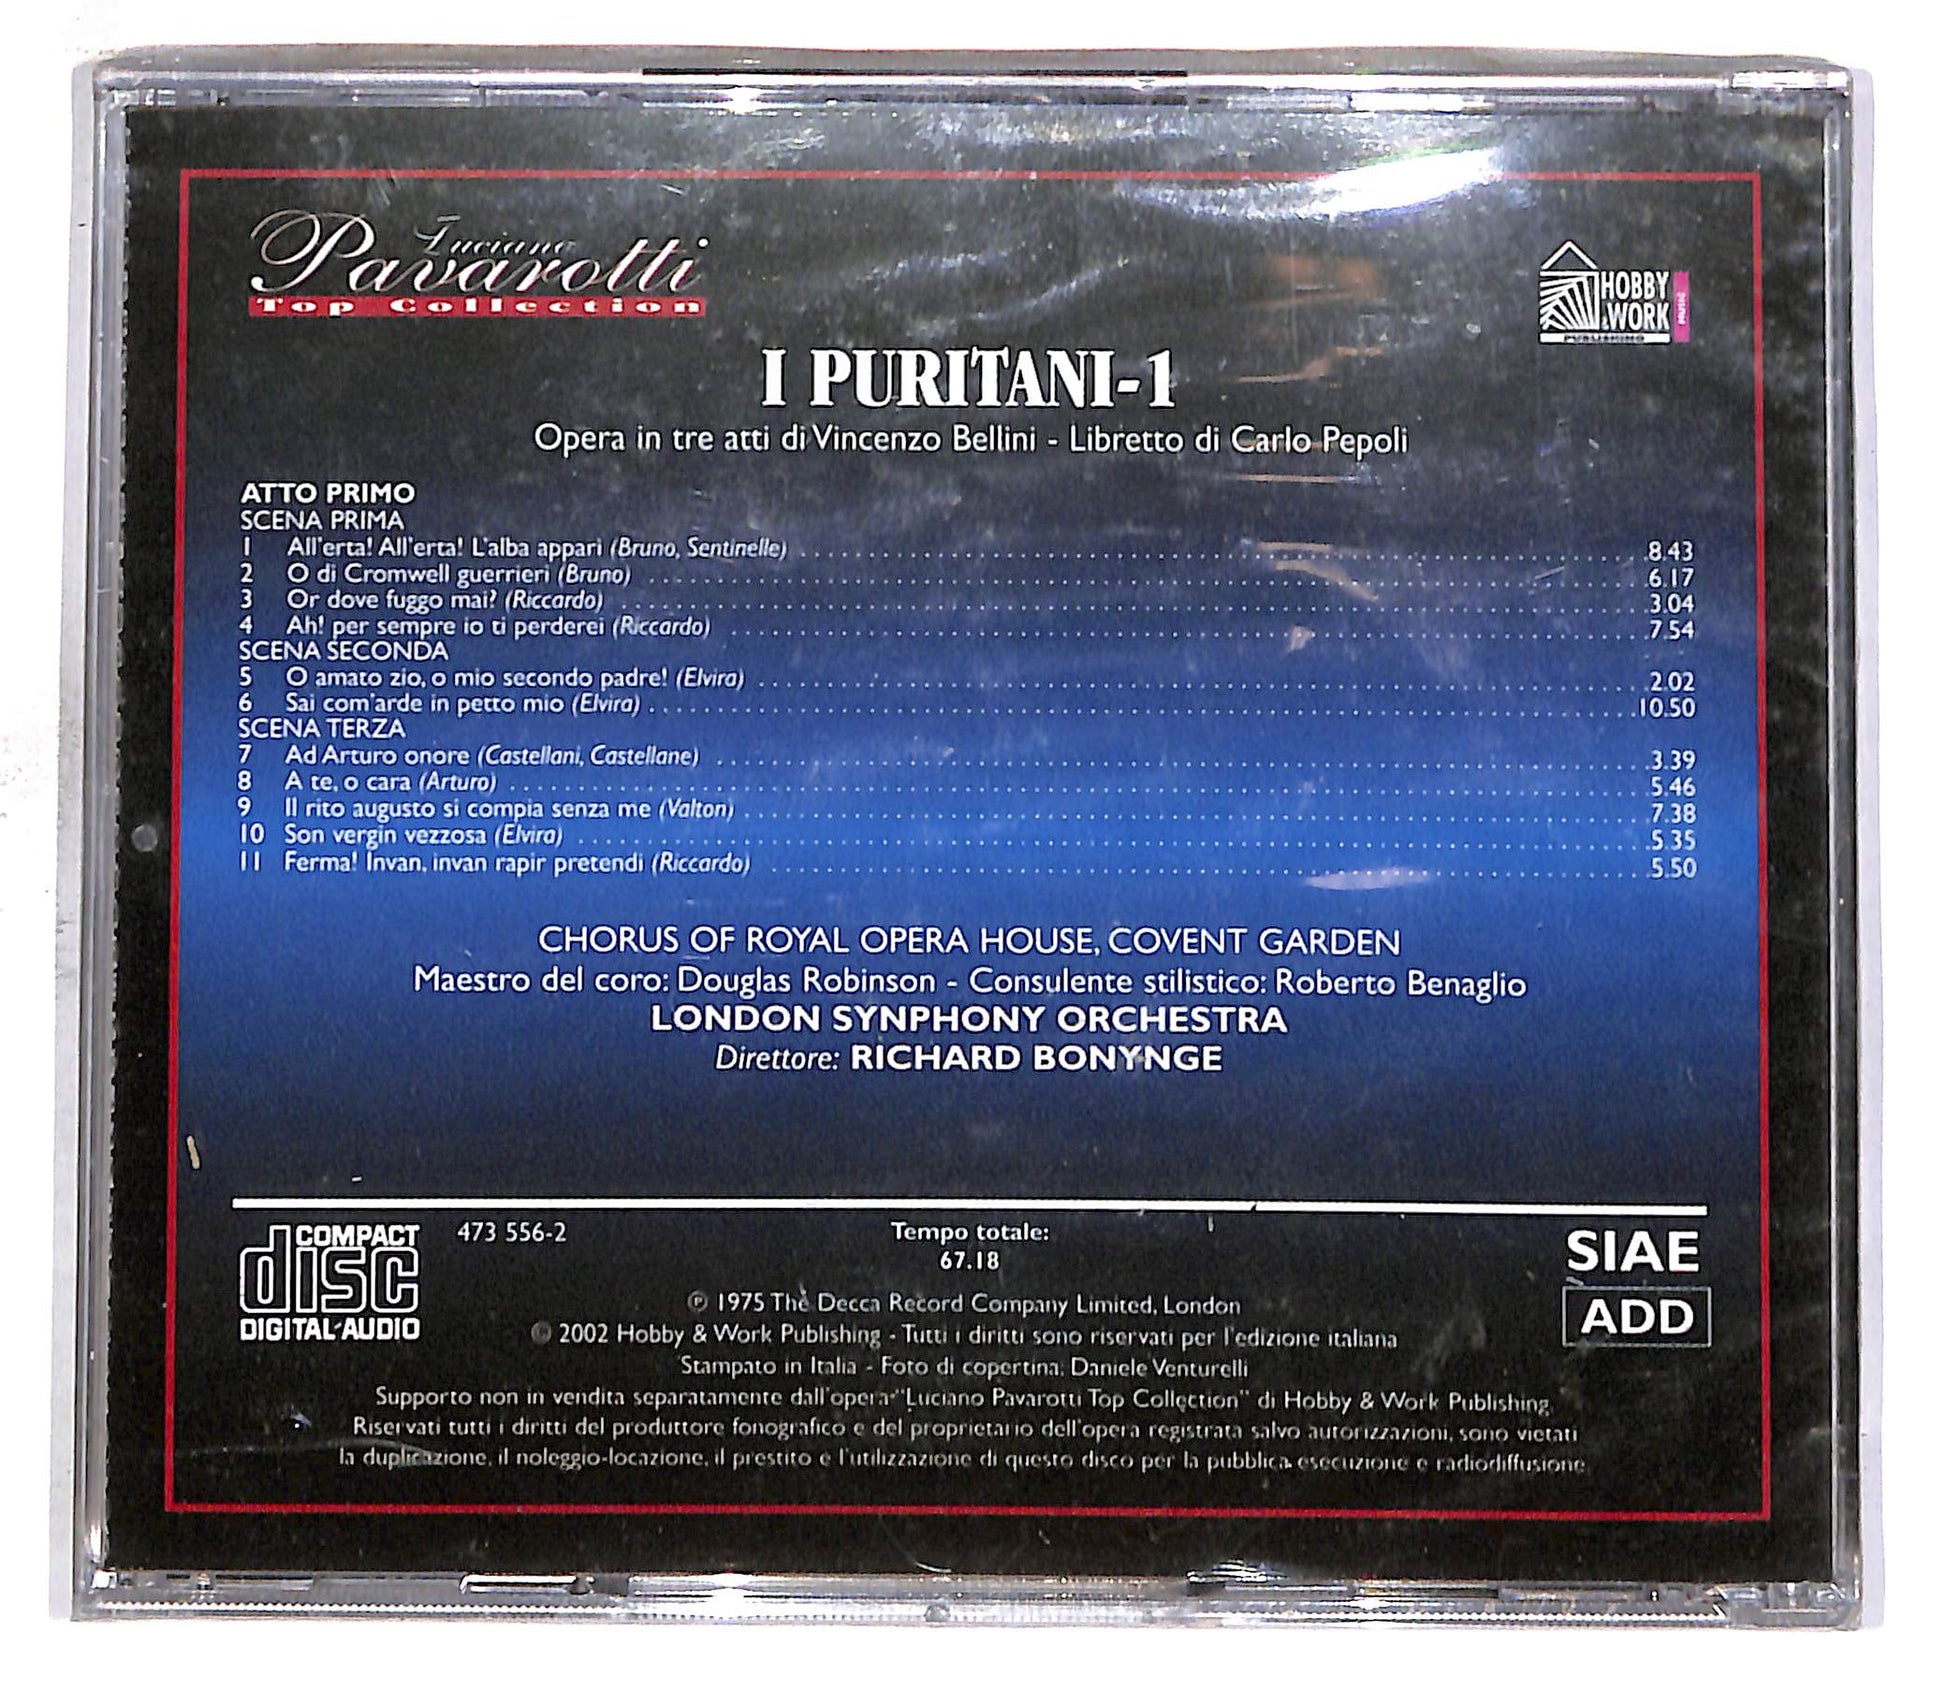 Luciano
Pavarotti
Top Collection
HOBBY
& WORK
PUBLISHING
I PURITANI-1
Opera in tre atti di Vincenzo Bellini - Libretto di Carlo Pepoli
ATTO PRIMO
SCENA PRIMA
1 All'erta! All'erta! L'alba apparì (Bruno, Sentinelle) 8.43
2 O di Cromwell guerrieri (Bruno) 6.17
3 Or dove fuggo mai? (Riccardo) 3.04
4 Ah! per sempre io ti perderei (Riccardo) 7.54
SCENA SECONDA
5 O amato zio, o mio secondo padre! (Elvira) 2.02
6 Sai com'arde in petto mio (Elvira) 10.50
SCENA TERZA
7 Ad Arturo onore (Castellani, Castellane) 3.39
8 A te, o cara (Arturo) 5.46
9 Il rito augusto si compia senza me (Valton) 7.38
10 Son vergin vezzosa (Elvira) 5.35
11 Ferma! Invan, invan rapir pretendi (Riccardo) 5.50
CHORUS OF ROYAL OPERA HOUSE, COVENT GARDEN
Maestro del coro: Douglas Robinson - Consulente stilistico: Roberto Benaglio
LONDON SYNPHONY ORCHESTRA
Direttore: RICHARD BONYNGE
COMPACT
disc
DIGITAL AUDIO
473 556-2
Tempo totale:
67.18
SIAE
ADD
℗ 1975 The Decca Record Company Limited, London
© 2002 Hobby & Work Publishing - Tutti i diritti sono riservati per l'edizione italiana
Stampato in Italia - Foto di copertina: Daniele Venturelli
Supporto non in vendita separatamente dall'opera "Luciano Pavarotti Top Collection" di Hobby & Work Publishing.
Riservati tutti i diritti del produttore fonografico e del proprietario dell'opera registrata salvo autorizzazioni, sono vietati
la duplicazione, il noleggio-locazione, il prestito e l'utilizzazione di questo disco per la pubblica esecuzione e radiodiffusione